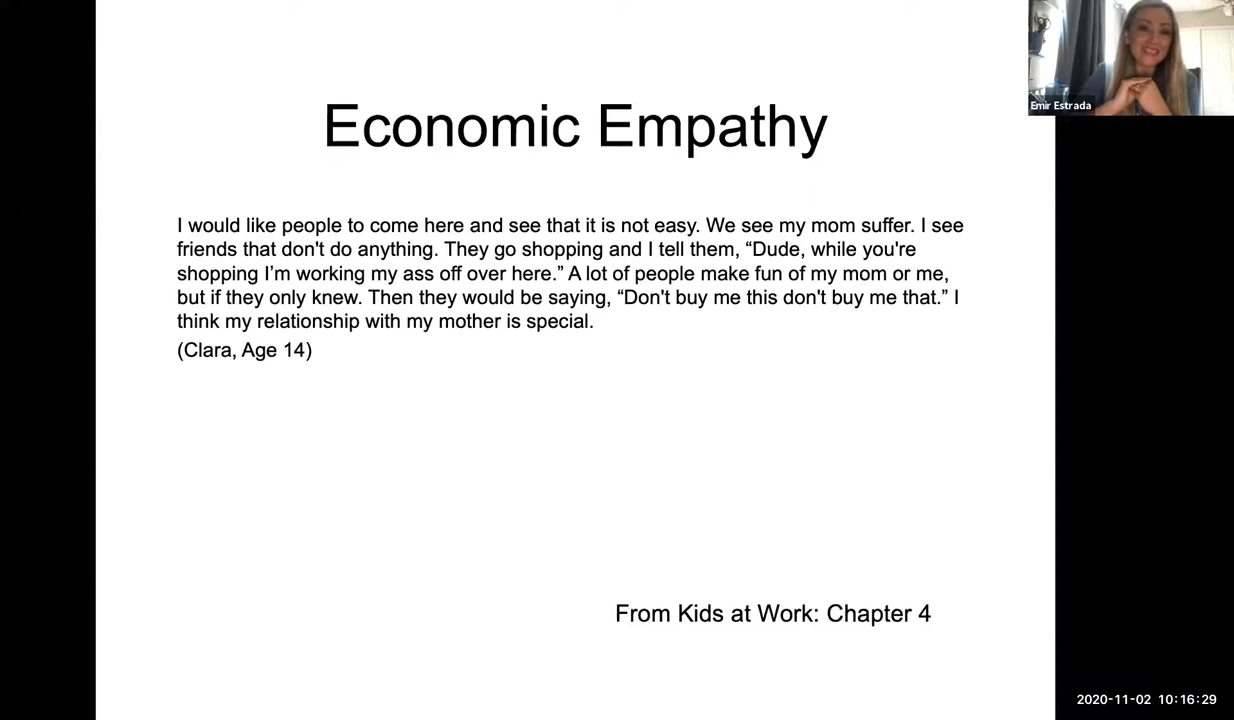 Emir Estrada
Economic Empathy
I would like people to come here and see that it is not easy. We see my mom suffer. I see
friends that don't do anything. They go shopping and I tell them, “Dude, while you're
shopping I’m working my ass off over here.” A lot of people make fun of my mom or me,
but if they only knew. Then they would be saying, “Don't buy me this don't buy me that.” I
think my relationship with my mother is special.
(Clara, Age 14)
From Kids at Work: Chapter 4
2020-11-02 10:16:29